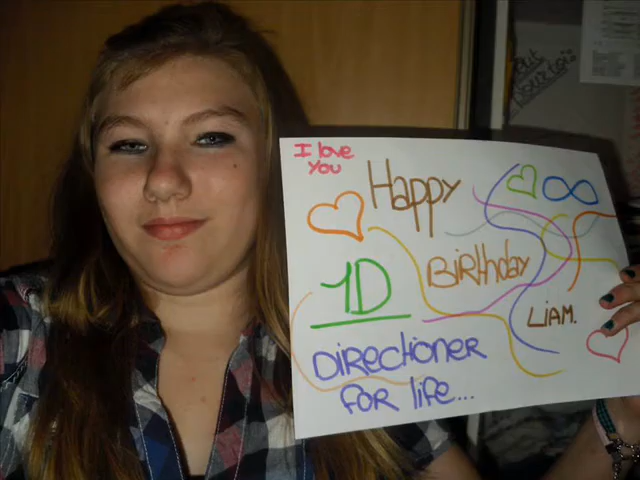 I love
You
Happy
Birthday
LiAM.
1D
DiRectiONER
FOR life...